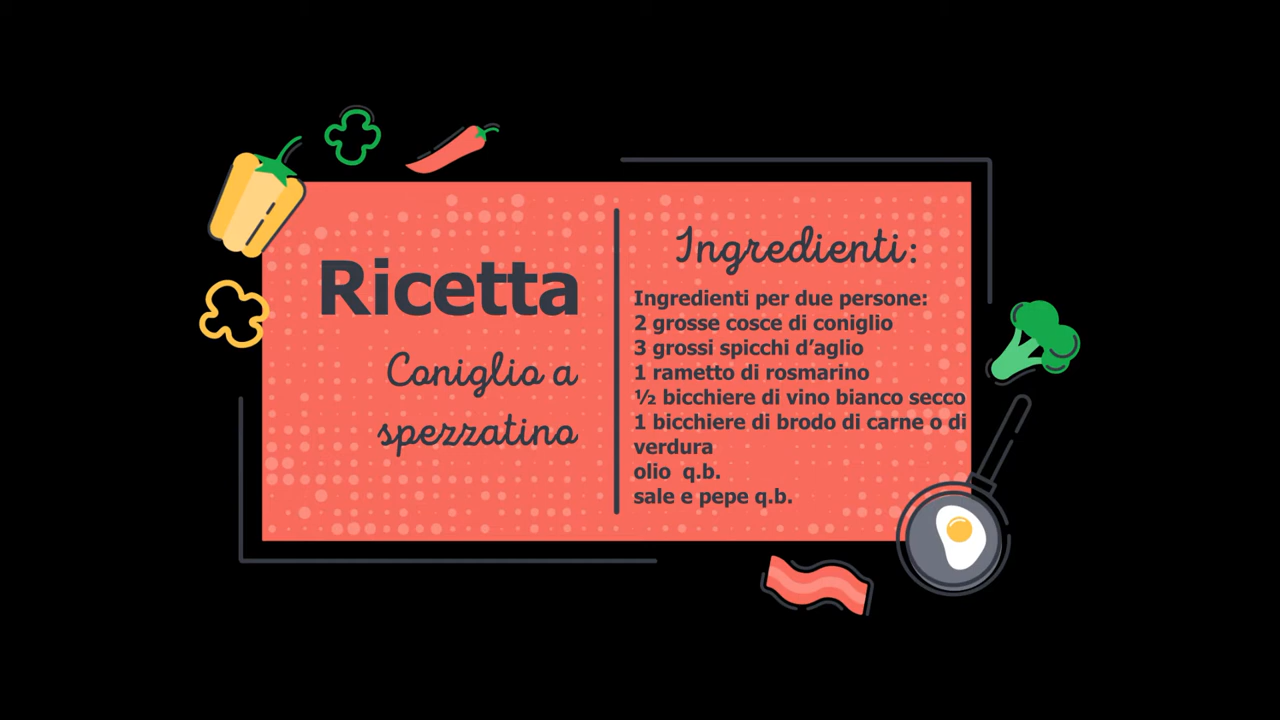 Ricetta
Coniglio a
spezzatino
Ingredienti:
Ingredienti per due persone:
2 grosse cosce di coniglio
3 grossi spicchi d’aglio
1 rametto di rosmarino
½ bicchiere di vino bianco secco
1 bicchiere di brodo di carne o di
verdura
olio  q.b.
sale e pepe q.b.